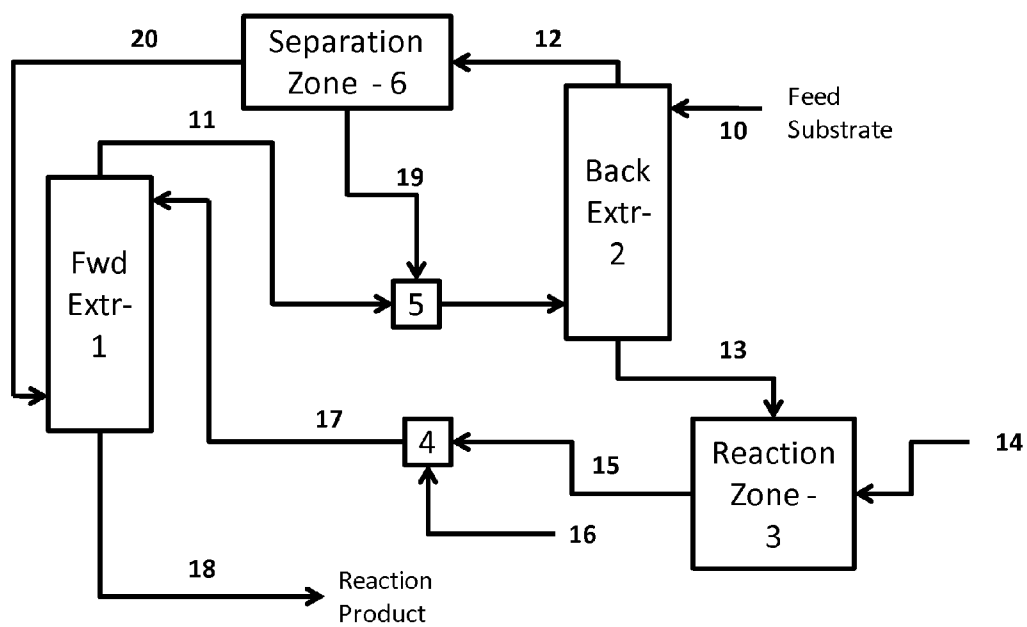 20
Separation
Zone - 6
12
Feed
Substrate
10
11
19
Back
Extr-
2
Fwd
Extr-
1
5
13
17
4
15
Reaction
Zone -
3
14
16
18
Reaction
Product